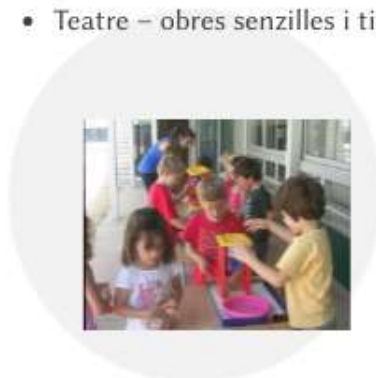 • Teatre – obres senzilles i ti